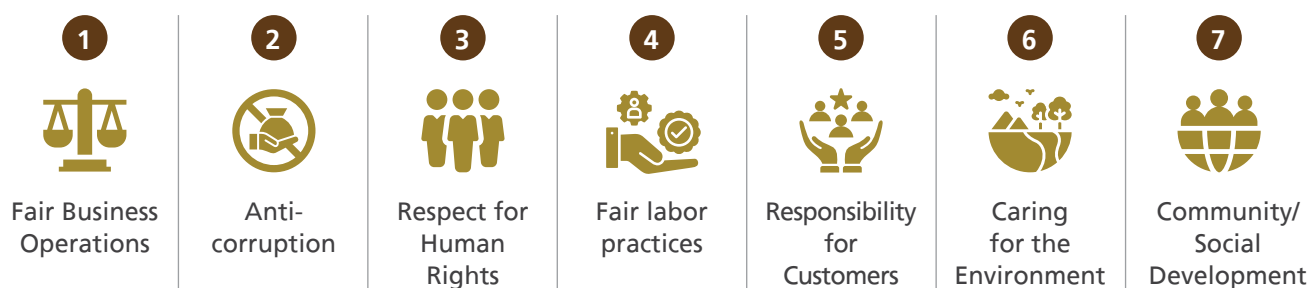 1
Fair Business
Operations
2
Anti-
corruption
3
Respect for
Human
Rights
4
Fair labor
practices
5
Responsibility
for
Customers
6
Caring
for the
Environment
7
Community/
Social
Development